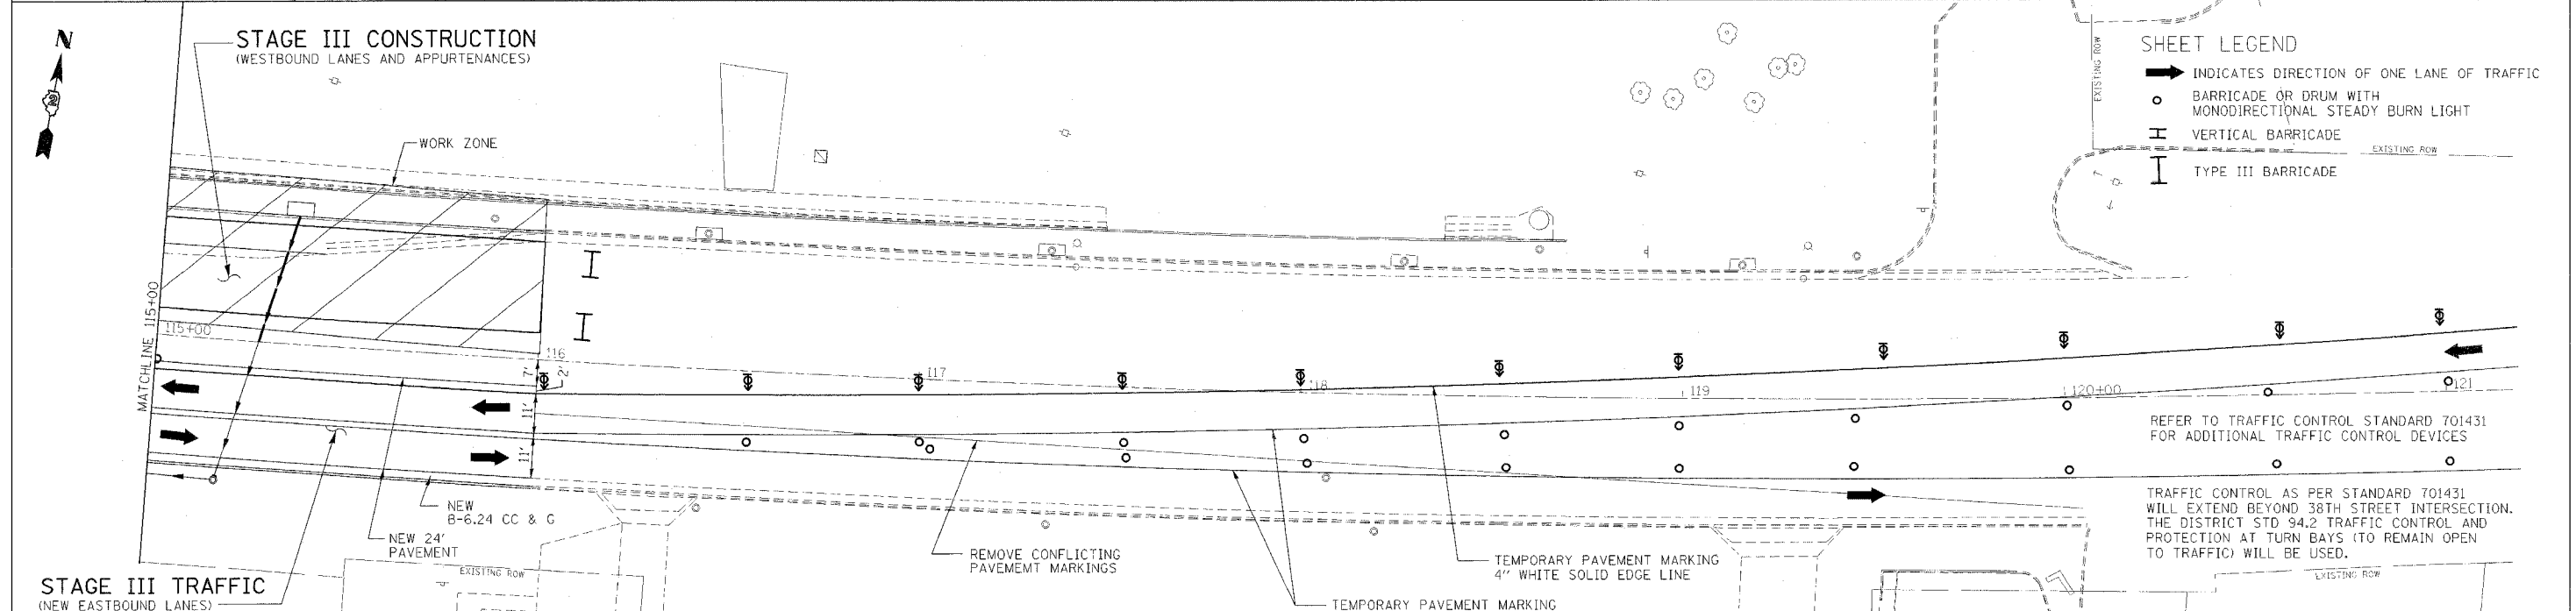 N
STAGE III CONSTRUCTION
(WESTBOUND LANES AND APPURTENANCES)
WORK ZONE
SHEET LEGEND
INDICATES DIRECTION OF ONE LANE OF TRAFFIC
BARRICADE OR DRUM WITH
MONODIRECTIONAL STEADY BURN LIGHT
VERTICAL BARRICADE
TYPE III BARRICADE
EXISTING ROW
EXISTING ROW
MATCHLINE 115+00
115+00
116
117
118
119
120+00
121
7'
2'
11'
11'
REFER TO TRAFFIC CONTROL STANDARD 701431
FOR ADDITIONAL TRAFFIC CONTROL DEVICES
TRAFFIC CONTROL AS PER STANDARD 701431
WILL EXTEND BEYOND 38TH STREET INTERSECTION.
THE DISTRICT STD 94.2 TRAFFIC CONTROL AND
PROTECTION AT TURN BAYS (TO REMAIN OPEN
TO TRAFFIC) WILL BE USED.
NEW
B-6.24 CC & G
NEW 24'
PAVEMENT
REMOVE CONFLICTING
PAVEMEMT MARKINGS
TEMPORARY PAVEMENT MARKING
4" WHITE SOLID EDGE LINE
EXISTING ROW
EXISTING ROW
STAGE III TRAFFIC
(NEW EASTBOUND LANES)
TEMPORARY PAVEMENT MARKING